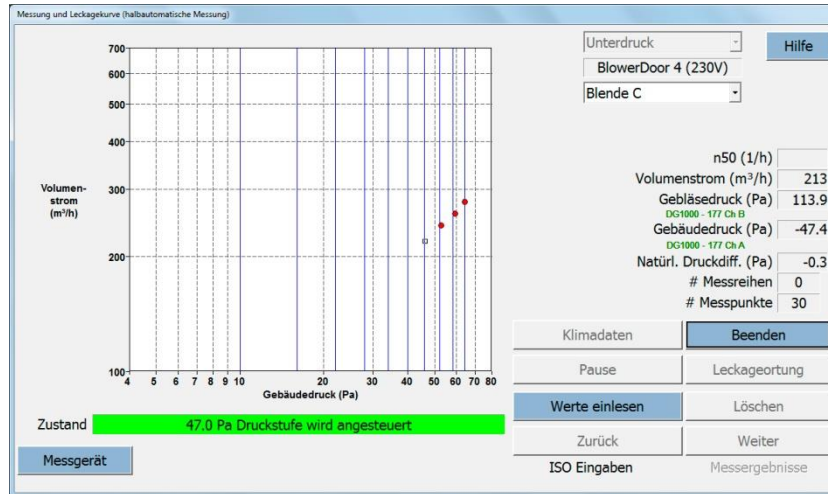 Messung und Leckagekurve (halbautomatische Messung)
Unterdruck
Hilfe
BlowerDoor 4 (230V)
Blende C
700
600
500
400
300
200
100
Volumen-
strom
(m³/h)
4 5 6 7 8 9 10 20 30 40 50 60 70 80
Gebäudedruck (Pa)
n50 (1/h)
Volumenstrom (m³/h) 213
Gebläsedruck (Pa) 113.9
DG1000 - 177 Ch B
Gebäudedruck (Pa) -47.4
DG1000 - 177 Ch A
Natürl. Druckdiff. (Pa) -0.3
# Messreihen 0
# Messpunkte 30
Klimadaten Beenden
Pause Leckageortung
Werte einlesen Löschen
Zurück Weiter
ISO Eingaben Messergebnisse
Zustand 47.0 Pa Druckstufe wird angesteuert
Messgerät